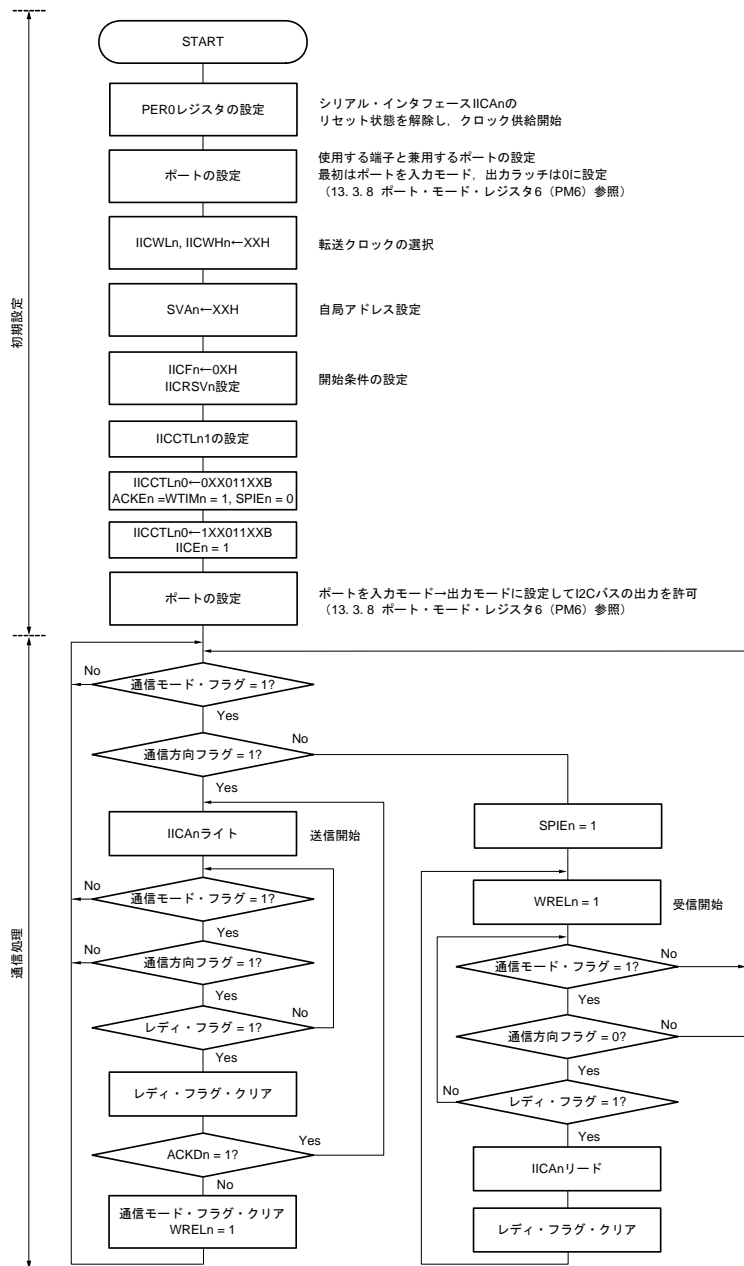 START
PER0レジスタの設定
シリアル・インタフェースIICAnの
リセット状態を解除し,クロック供給開始
ポートの設定
使用する端子と兼用するポートの設定
最初はポートを入力モード,出力ラッチは0に設定
(13. 3. 8 ポート・モード・レジスタ6(PM6)参照)
IICWLn, IICWHn←XXH
転送クロックの選択
初期設定
SVAn←XXH
自局アドレス設定
IICFn←0XH
IICRSVn設定
開始条件の設定
IICCTLn1の設定
IICCTLn0←0XX011XXB
ACKEn =WTIMn = 1, SPIEn = 0
IICCTLn0←1XX011XXB
IICEn = 1
ポートの設定
ポートを入力モード→出力モードに設定してI2Cバスの出力を許可
(13. 3. 8 ポート・モード・レジスタ6(PM6)参照)
通信処理
No
通信モード・フラグ = 1?
Yes
通信方向フラグ = 1?
No
Yes
IICAnライト
送信開始
No
通信モード・フラグ = 1?
Yes
No
通信方向フラグ = 1?
Yes
レディ・フラグ = 1?
No
Yes
レディ・フラグ・クリア
ACKDn = 1?
Yes
No
通信モード・フラグ・クリア
WRELn = 1
SPIEn = 1
WRELn = 1
受信開始
通信モード・フラグ = 1?
No
Yes
通信方向フラグ = 0?
No
Yes
No
レディ・フラグ = 1?
Yes
IICAnリード
レディ・フラグ・クリア